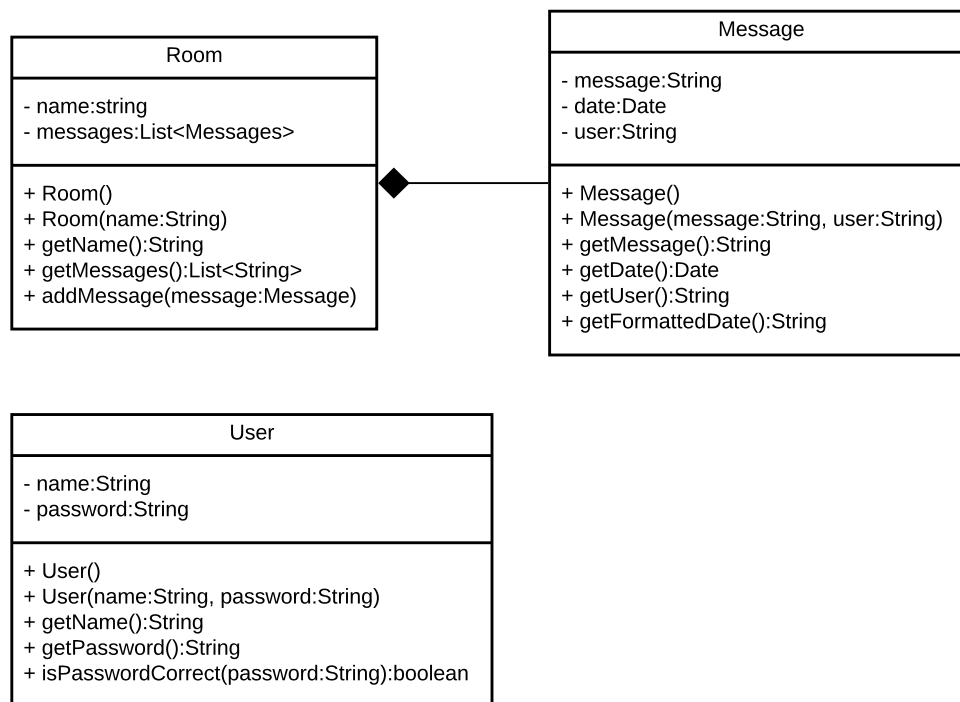 Room
- name:string
- messages:List<Messages>
+ Room()
+ Room(name:String)
+ getName():String
+ getMessages():List<String>
+ addMessage(message:Message)
Message
- message:String
- date:Date
- user:String
+ Message()
+ Message(message:String, user:String)
+ getMessage():String
+ getDate():Date
+ getUser():String
+ getFormattedDate():String
User
- name:String
- password:String
+ User()
+ User(name:String, password:String)
+ getName():String
+ getPassword():String
+ isPasswordCorrect(password:String):boolean